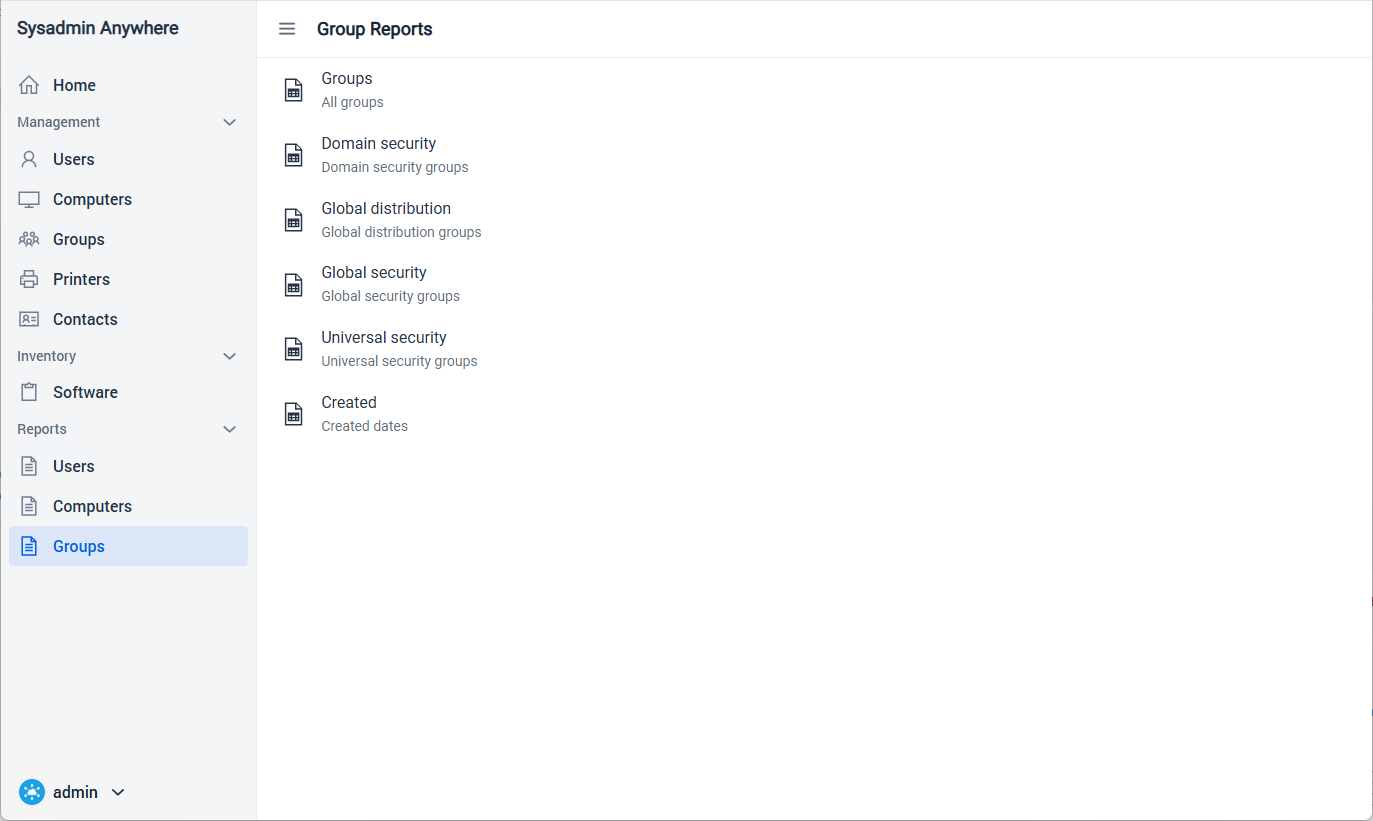 Sysadmin Anywhere
Home
Management
Users
Computers
Groups
Printers
Contacts
Inventory
Software
Reports
Users
Computers
Groups
admin
Group Reports
Groups
All groups
Domain security
Domain security groups
Global distribution
Global distribution groups
Global security
Global security groups
Universal security
Universal security groups
Created
Created dates